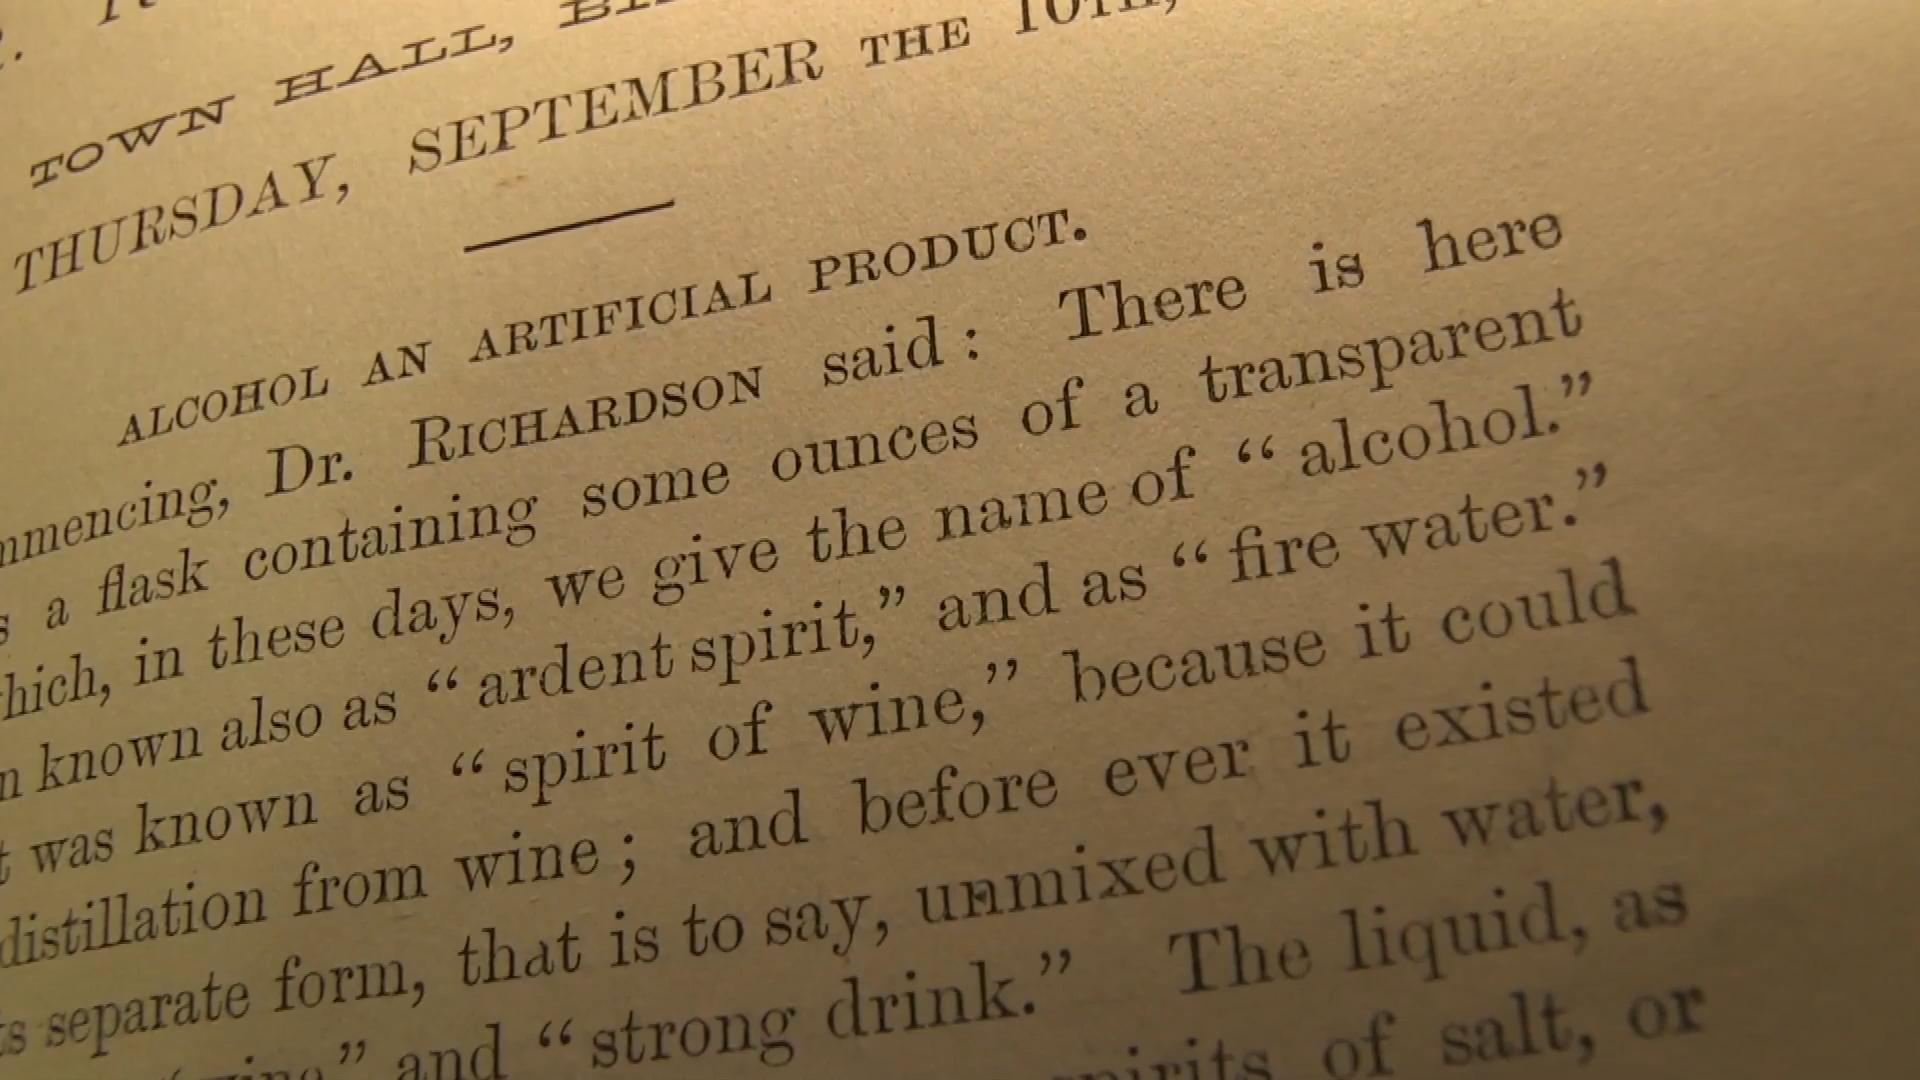 TOWN HALL,
THURSDAY, SEPTEMBER THE 10TH,
ALCOHOL AN ARTIFICIAL PRODUCT.
Dr. RICHARDSON said: There is here
a flask containing some ounces of a transparent
in these days, we give the name of “alcohol.”
known also as “ardent spirit,” and as “fire water.”
was known as “spirit of wine,” because it could
distillation from wine; and before ever it existed
separate form, that is to say, unmixed with water,
and “strong drink.” The liquid, as
of salt, or